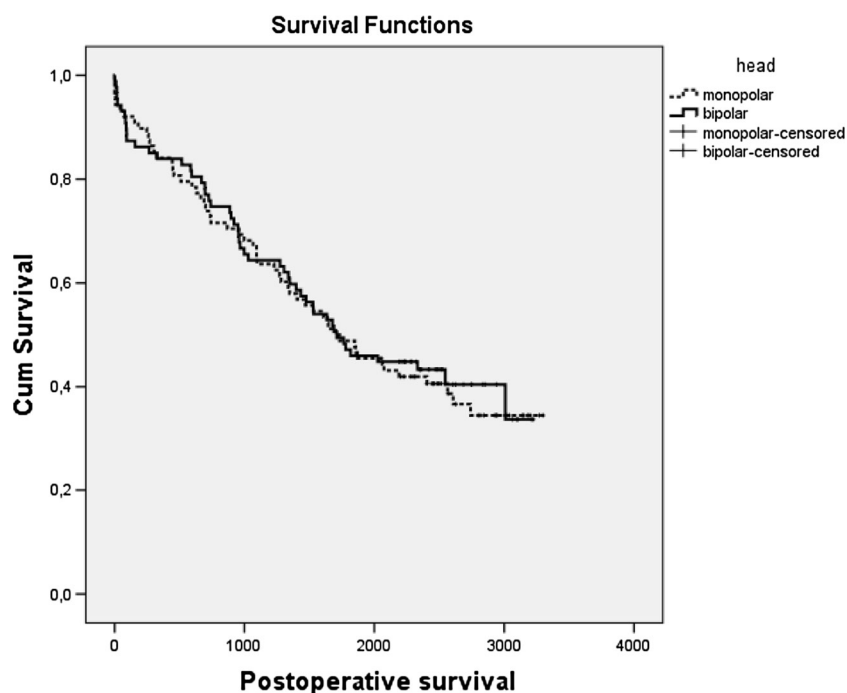 Survival Functions
head
monopolar
bipolar
monopolar-censored
bipolar-censored
Cum Survival
1,0
0,8
0,6
0,4
0,2
0,0
0 1000 2000 3000 4000
Postoperative survival